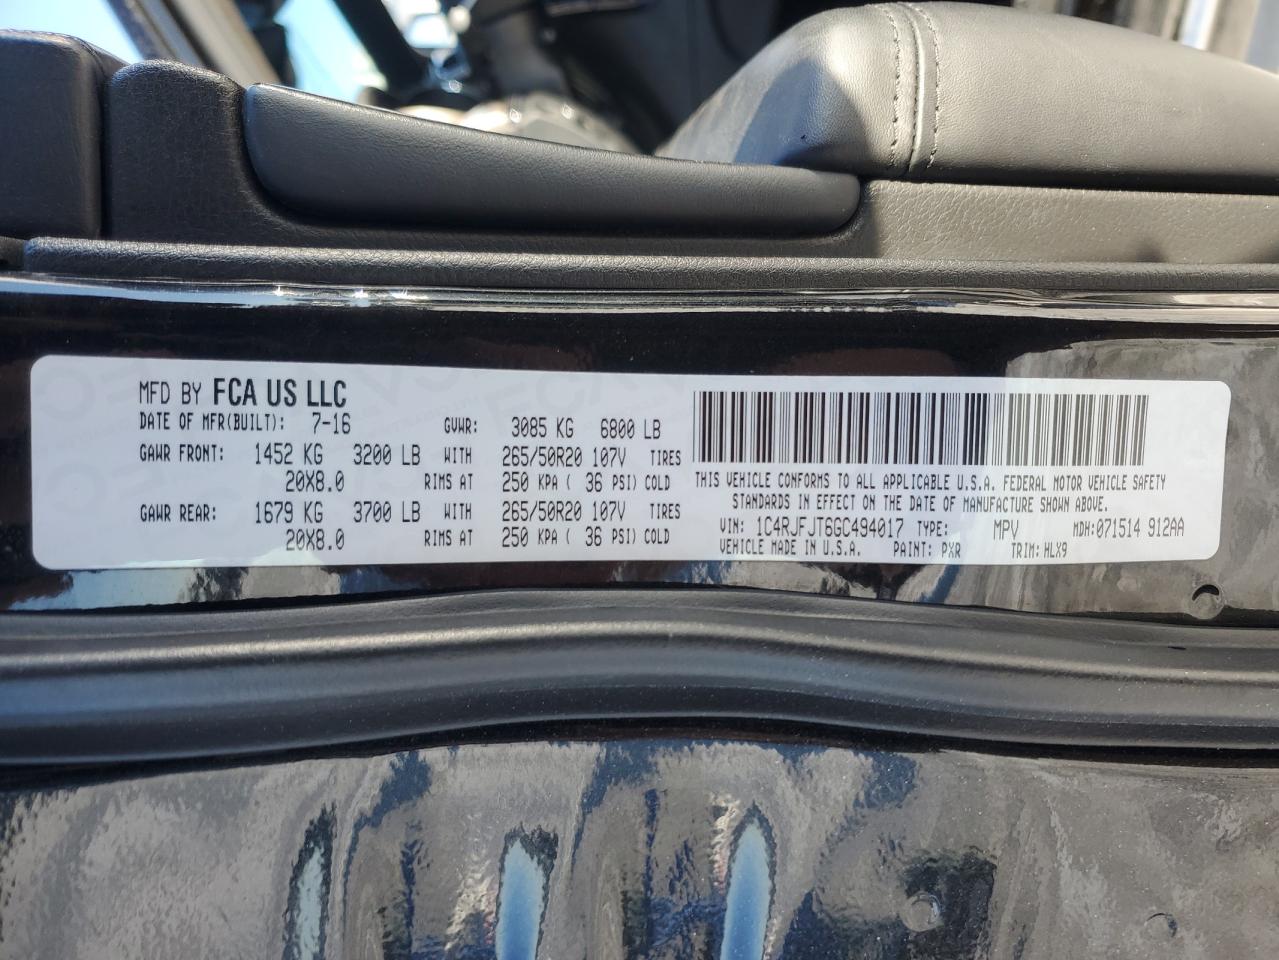 MFD BY FCA US LLC
DATE OF MFR(BUILT): 7-16 GVWR: 3085 KG 6800 LB
GAWR FRONT: 1452 KG 3200 LB WITH 265/50R20 107V TIRES
20X8.0 RIMS AT 250 KPA ( 36 PSI) COLD
GAWR REAR: 1679 KG 3700 LB WITH 265/50R20 107V TIRES
20X8.0 RIMS AT 250 KPA ( 36 PSI) COLD
THIS VEHICLE CONFORMS TO ALL APPLICABLE U.S.A. FEDERAL MOTOR VEHICLE SAFETY
STANDARDS IN EFFECT ON THE DATE OF MANUFACTURE SHOWN ABOVE.
VIN: 1C4RJFJT6GC494017 TYPE: MPV MDH:071514 912AA
VEHICLE MADE IN U.S.A. PAINT: PXR TRIM:HLX9